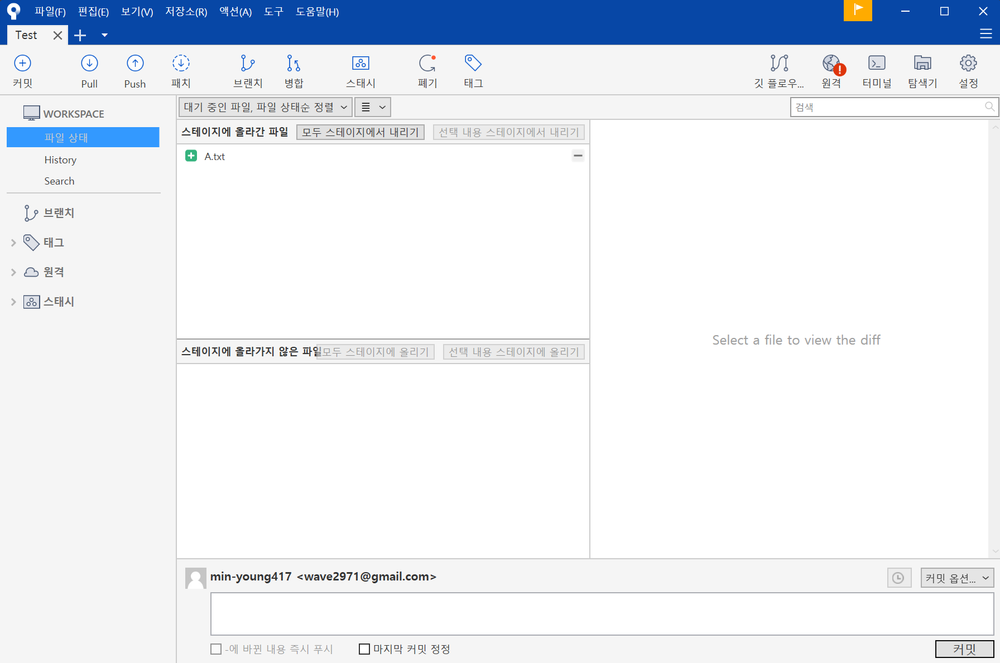 파일(F) 편집(E) 보기(V) 저장소(R) 액션(A) 도구 도움말(H)
Test
커밋 Pull Push 패치 브랜치 병합 스태시 폐기 태그 깃 플로우... 원격 터미널 탐색기 설정
WORKSPACE
파일 상태
History
Search
브랜치
태그
원격
스태시
대기 중인 파일, 파일 상태순 정렬
검색
스테이지에 올라간 파일 모두 스테이지에서 내리기 선택 내용 스테이지에서 내리기
A.txt
스테이지에 올라가지 않은 파일 모두 스테이지에 올리기 선택 내용 스테이지에 올리기
Select a file to view the diff
min-young417 <wave2971@gmail.com>
커밋 옵션...
-에 바뀐 내용 즉시 푸시 마지막 커밋 정정
커밋